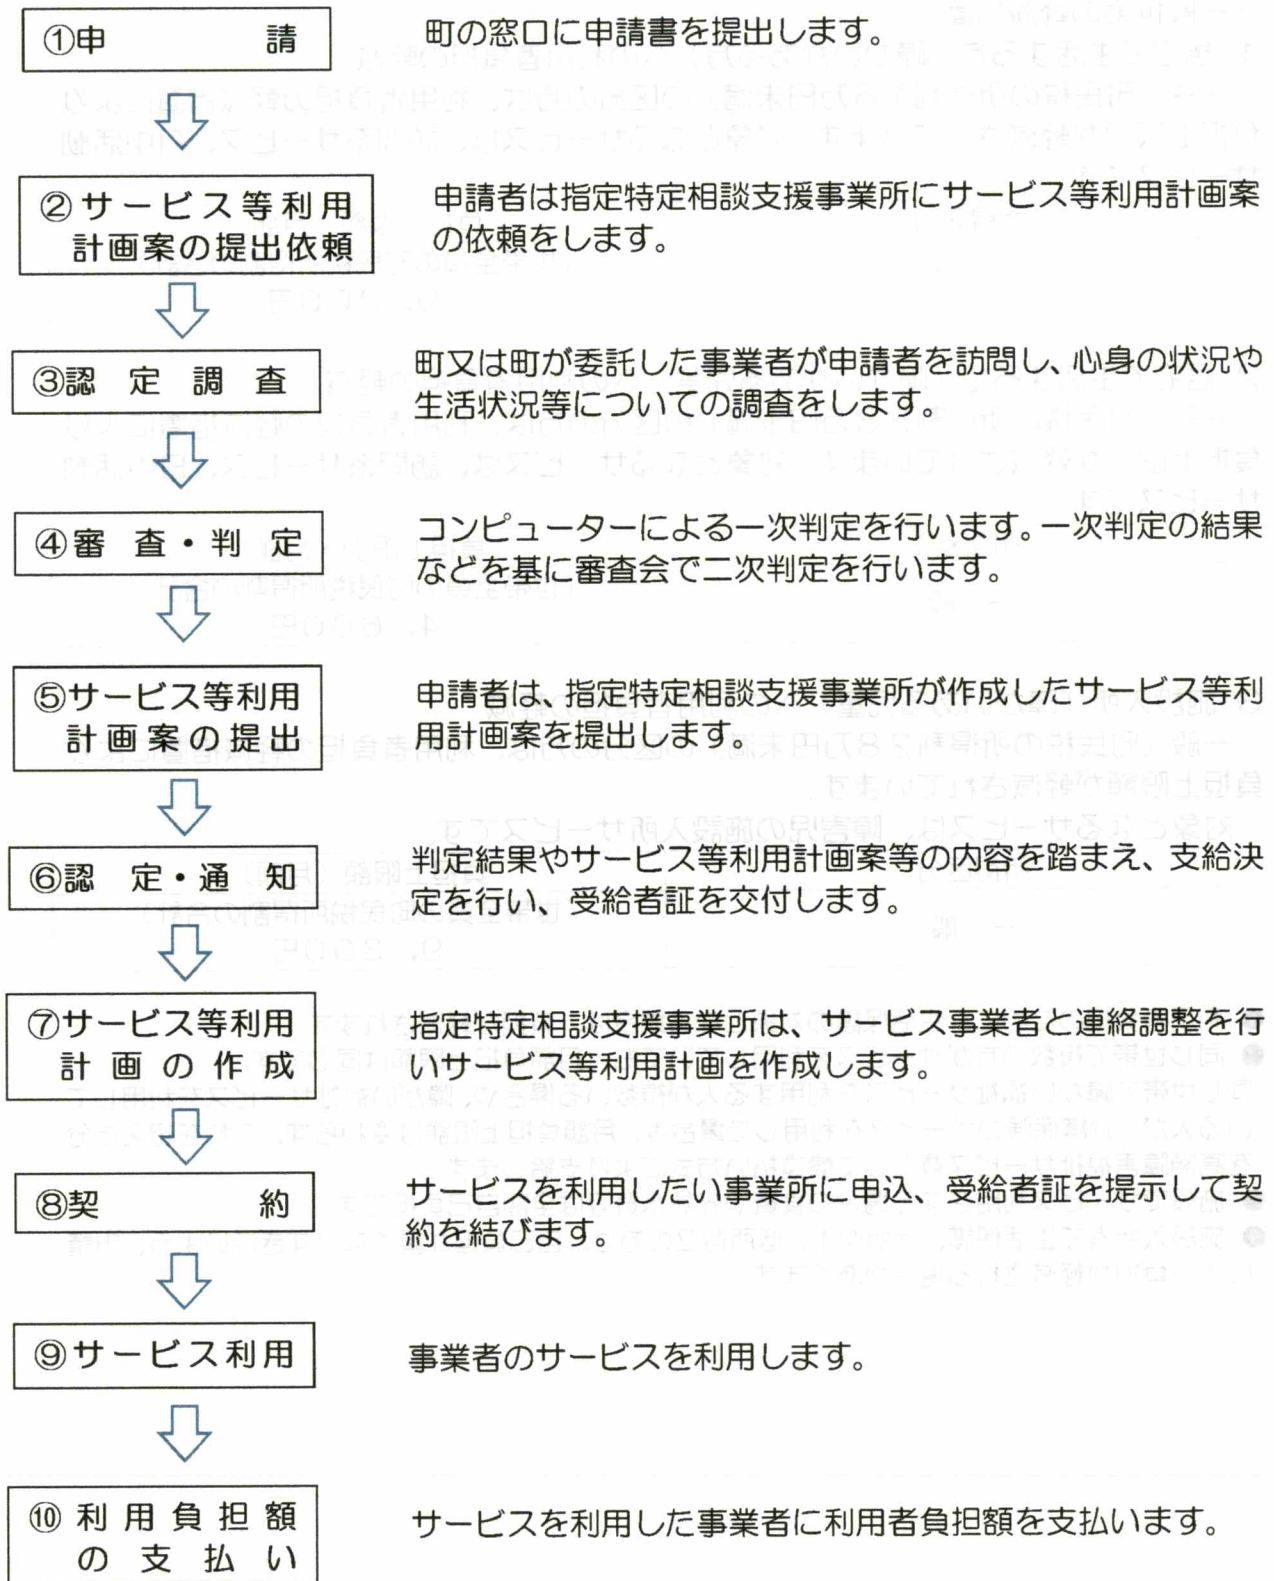 ①申　　　　請
町の窓口に申請書を提出します。
②サービス等利用
計画案の提出依頼
申請者は指定特定相談支援事業所にサービス等利用計画案
の依頼をします。
③認　定　調　査
町又は町が委託した事業者が申請者を訪問し、心身の状況や
生活状況等についての調査をします。
④審　査・判　定
コンピューターによる一次判定を行います。一次判定の結果
などを基に審査会で二次判定を行います。
⑤サービス等利用
計画案の提出
申請者は、指定特定相談支援事業所が作成したサービス等利
用計画案を提出します。
⑥認　定・通　知
判定結果やサービス等利用計画案等の内容を踏まえ、支給決
定を行い、受給者証を交付します。
⑦サービス等利用
計画の作成
指定特定相談支援事業所は、サービス事業者と連絡調整を行
いサービス等利用計画を作成します。
⑧契　　　　約
サービスを利用したい事業所に申込、受給者証を提示して契
約を結びます。
⑨サービス利用
事業者のサービスを利用します。
⑩利用負担額
の支払い
サービスを利用した事業者に利用者負担額を支払います。